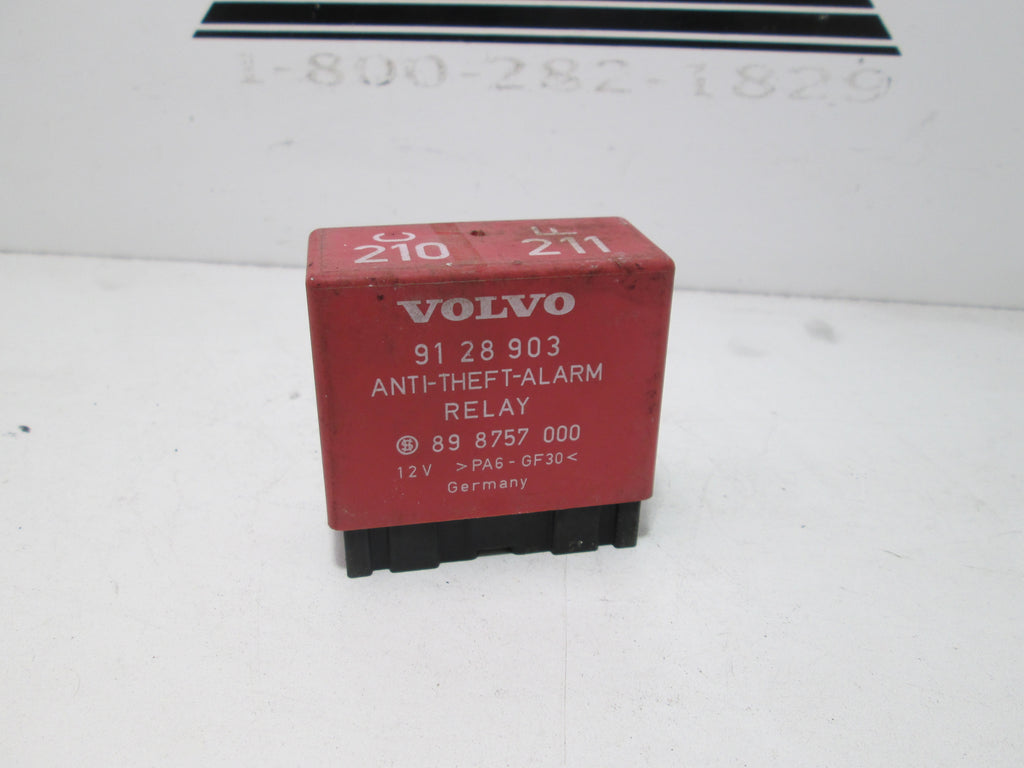 1-800-282-1829
C F
210 211
VOLVO
91 28 903
ANTI-THEFT-ALARM
RELAY
89 8757 000
12V >PA6-GF30<
Germany